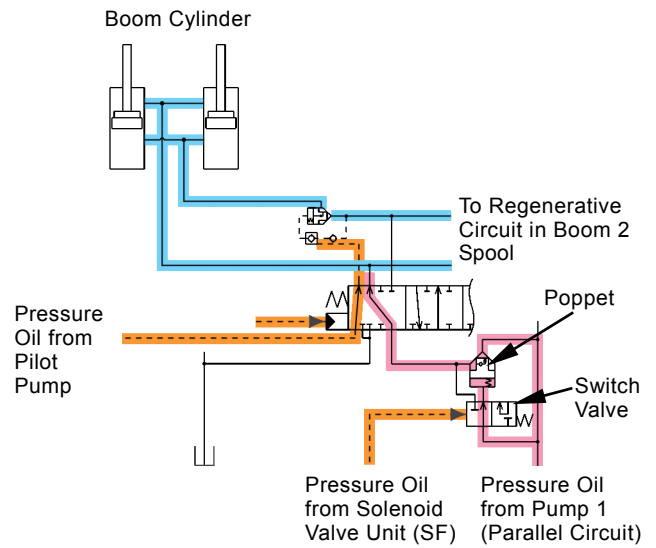 Boom Cylinder
To Regenerative
Circuit in Boom 2
Spool
Poppet
Pressure
Oil from
Pilot
Pump
Switch
Valve
Pressure Oil
from Solenoid
Valve Unit (SF)
Pressure Oil
from Pump 1
(Parallel Circuit)